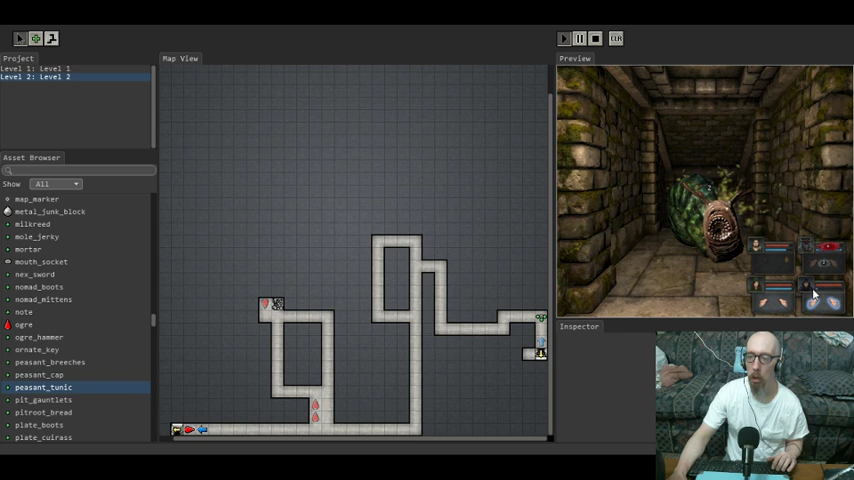 CLR
Project
Map View
Preview
Level 1: Level 1
Level 2: Level 2
Asset Browser
Show
All
map_marker
metal_junk_block
milkreed
mole_jerky
mortar
mouth_socket
nex_sword
nomad_boots
nomad_mittens
note
ogre
ogre_hammer
ornate_key
peasant_breeches
peasant_cap
peasant_tunic
pit_gauntlets
pitroot_bread
plate_boots
plate_cuirass
Inspector